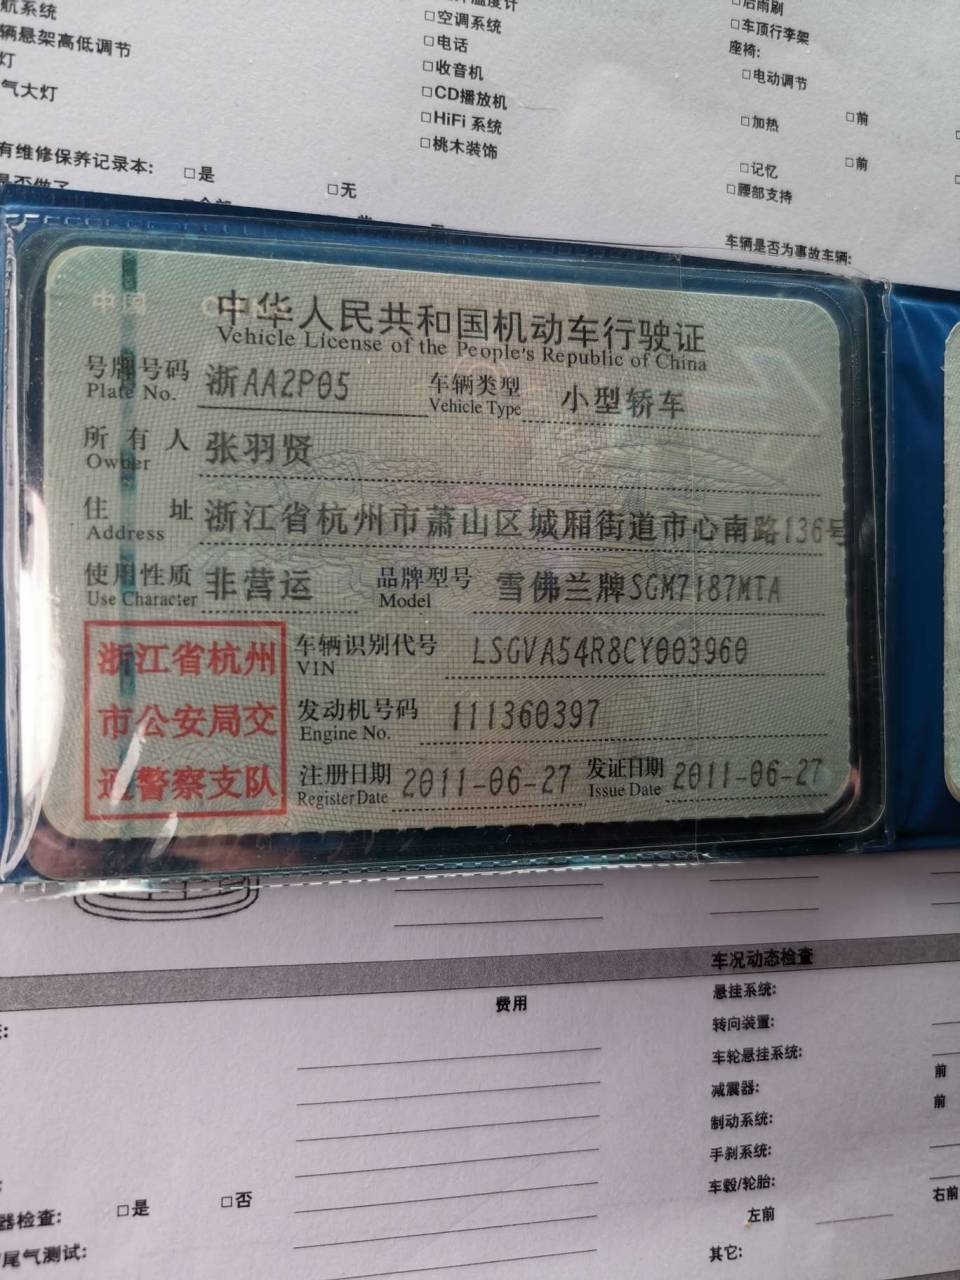 航系统
辆悬架高低调节
灯
气大灯
有维修保养记录本: □是 □无
□空调系统
□电话
□收音机
□CD播放机
□HiFi 系统
□桃木装饰
□后雨刷
□车顶行李架
座椅:
□电动调节
□加热 □前
□记忆 □前
□腰部支持
车辆是否为事故车辆:
中国
中华人民共和国机动车行驶证
Vehicle License of the People's Republic of China
号牌号码 浙AA2P05 车辆类型 小型轿车
Plate No. Vehicle Type
所有人 张羽贤
Owner
住址 浙江省杭州市萧山区城厢街道市心南路136号
Address
使用性质 非营运 品牌型号 雪佛兰牌SGM7187MTA
Use Character Model
浙江省杭州
市公安局交
通警察支队
车辆识别代号 LSGVA54R8CY003960
VIN
发动机号码 111360397
Engine No.
注册日期 2011-06-27 发证日期 2011-06-27
Register Date Issue Date
费用
车况动态检查
悬挂系统:
转向装置:
车轮悬挂系统:
减震器: 前
制动系统: 前
手刹系统:
车毂/轮胎:
左前 右前
其它:
器检查: □是 □否
尾气测试: